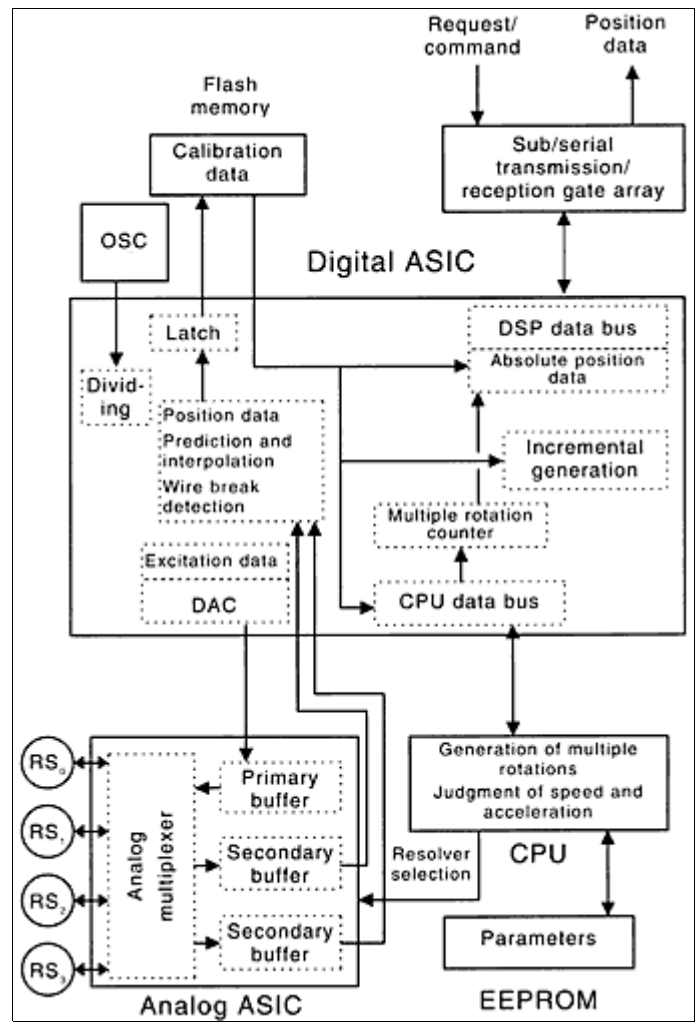 Request/
command
Position
data
Flash
memory
Calibration
data
Sub/serial
transmission/
reception gate array
OSC
Digital ASIC
Latch
DSP data bus
Absolute position
data
Divid-
ing
Position data
Prediction and
interpolation
Wire break
detection
Incremental
generation
Multiple rotation
counter
Excitation data
DAC
CPU data bus
RS0
RS1
RS2
RS3
Analog
multiplexer
Primary
buffer
Secondary
buffer
Secondary
buffer
Analog ASIC
Generation of multiple
rotations
Judgment of speed and
acceleration
CPU
Resolver
selection
Parameters
EEPROM